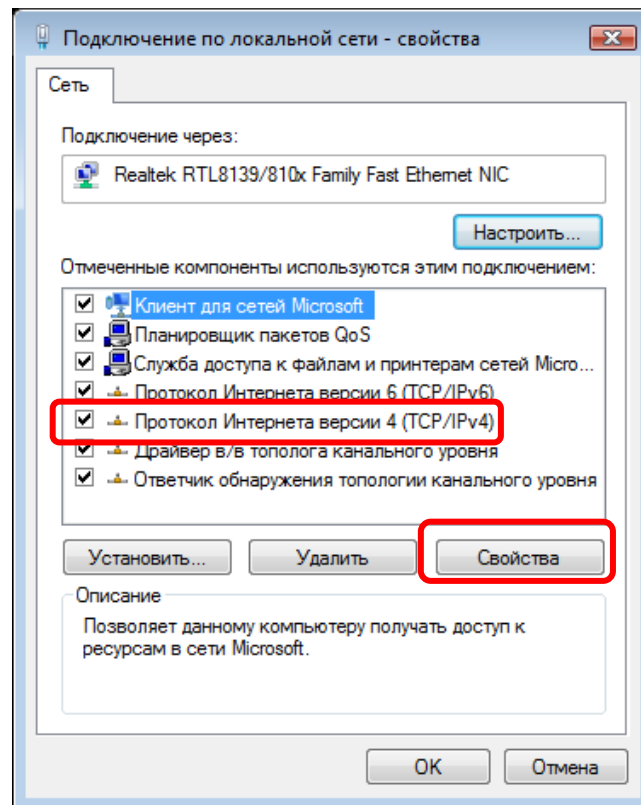 Подключение по локальной сети - свойства
Сеть
Подключение через:
Realtek RTL8139/810x Family Fast Ethernet NIC
Настроить...
Отмеченные компоненты используются этим подключением:
Клиент для сетей Microsoft
Планировщик пакетов QoS
Служба доступа к файлам и принтерам сетей Micro...
Протокол Интернета версии 6 (TCP/IPv6)
Протокол Интернета версии 4 (TCP/IPv4)
Драйвер в/в тополога канального уровня
Ответчик обнаружения топологии канального уровня
Установить...
Удалить
Свойства
Описание
Позволяет данному компьютеру получать доступ к
ресурсам в сети Microsoft.
OK
Отмена